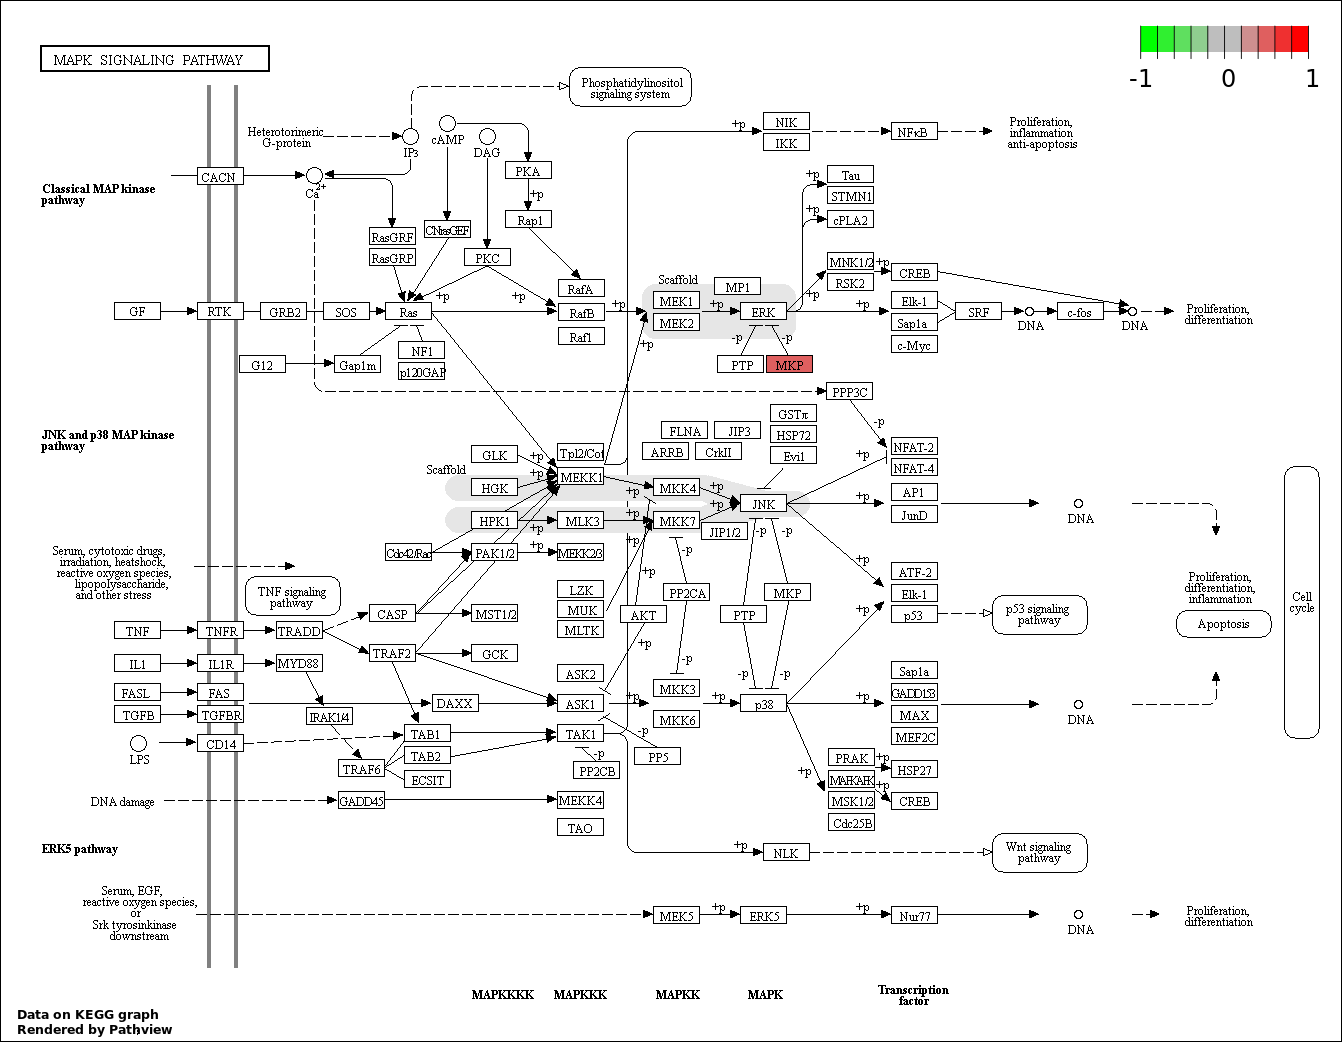 MAPK SIGNALING PATHWAY
-1 0 1
Phosphatidylinositol
signaling system
Heterotorimeric
G-protein
IP3
cAMP
DAG
CACN
Ca2+
Classical MAP kinase
pathway
PKA
+p
Rap1
RasGRF
RasGRP
CNrasGEF
PKC
+p
NIK
IKK
NFκB
Proliferation,
inflammation
anti-apoptosis
+p
Tau
STMN1
+p
cPLA2
Scaffold
MP1
MNK1/2
+p
RSK2
CREB
GF
RTK
GRB2
SOS
Ras
+p
+p
RafA
RafB
Raf1
+p
MEK1
MEK2
+p
ERK
+p
+p
Elk-1
Sap1a
c-Myc
SRF
DNA
c-fos
DNA
Proliferation,
differentiation
G12
Gap1m
NF1
p120GAP
+p
-p
-p
PTP
MKP
PPP3C
-p
JNK and p38 MAP kinase
pathway
Scaffold
GLK
HGK
HPK1
PAK1/2
+p
+p
+p
+p
Tpl2/Cot
MEKK1
MLK3
MEKK2/3
LZK
MUK
MLTK
FLNA
JIP3
ARRB
CrkII
GSTπ
HSP72
Evi1
+p
+p
+p
MKK4
MKK7
+p
+p
JNK
JIP1/2
+p
NFAT-2
NFAT-4
+p
AP1
JunD
DNA
Cdc42/Rac
Serum, cytotoxic drugs,
irradiation, heatshock,
reactive oxygen species,
lipopolysaccharide,
and other stress
TNF signaling
pathway
CASP
MST1/2
+p
AKT
-p
PP2CA
-p
-p
PTP
MKP
+p
+p
ATF-2
Elk-1
p53
p53 signaling
pathway
Proliferation,
differentiation,
inflammation
Apoptosis
Cell
cycle
TNF
TNFR
TRADD
TRAF2
GCK
+p
-p
IL1
IL1R
MYD88
ASK2
MKK3
MKK6
FASL
FAS
DAXX
ASK1
+p
+p
-p
-p
p38
+p
Sap1a
GADD153
MAX
MEF2C
DNA
TGFB
TGFBR
IRAK1/4
LPS
CD14
TAB1
TAB2
ECSIT
TRAF6
TAK1
-p
PP5
-p
PP2CB
+p
PRAK
MAPKAPK
MSK1/2
Cdc25B
+p
+p
HSP27
CREB
DNA damage
GADD45
MEKK4
TAO
ERK5 pathway
+p
NLK
Wnt signaling
pathway
Serum, EGF,
reactive oxygen species,
or
Srk tyrosinkinase
downstream
MEK5
+p
ERK5
+p
Nur77
DNA
Proliferation,
differentiation
MAPKKKK
MAPKKK
MAPKK
MAPK
Transcription
factor
Data on KEGG graph
Rendered by Pathview